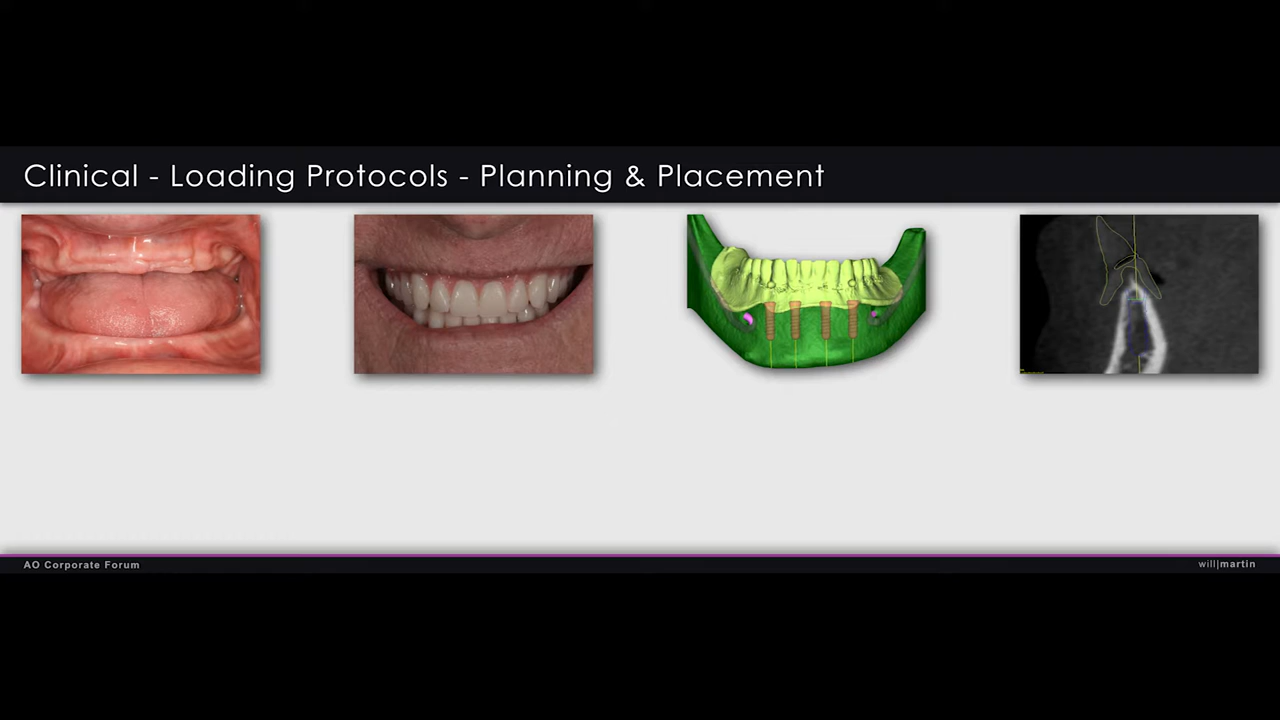 Clinical - Loading Protocols - Planning & Placement
AO Corporate Forum
will|martin